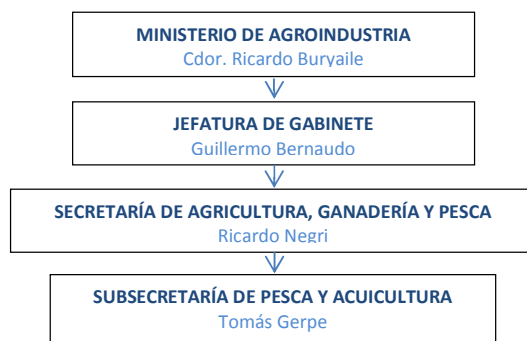 MINISTERIO DE AGROINDUSTRIA
Cdor. Ricardo Buryaile
JEFATURA DE GABINETE
Guillermo Bernaudo
SECRETARÍA DE AGRICULTURA, GANADERÍA Y PESCA
Ricardo Negri
SUBSECRETARÍA DE PESCA Y ACUICULTURA
Tomás Gerpe